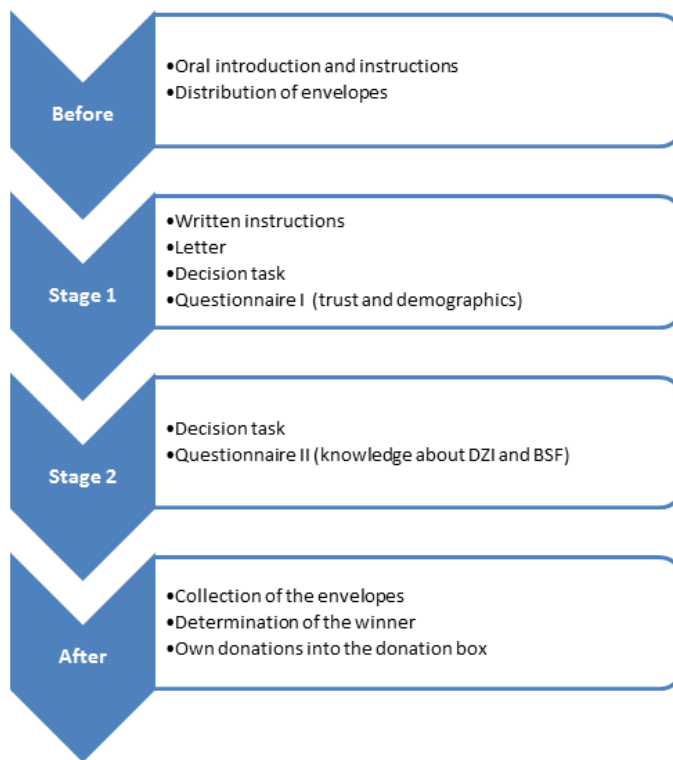 Before
•Oral introduction and instructions
•Distribution of envelopes
Stage 1
•Written instructions
•Letter
•Decision task
•Questionnaire I (trust and demographics)
Stage 2
•Decision task
•Questionnaire II (knowledge about DZI and BSF)
After
•Collection of the envelopes
•Determination of the winner
•Own donations into the donation box